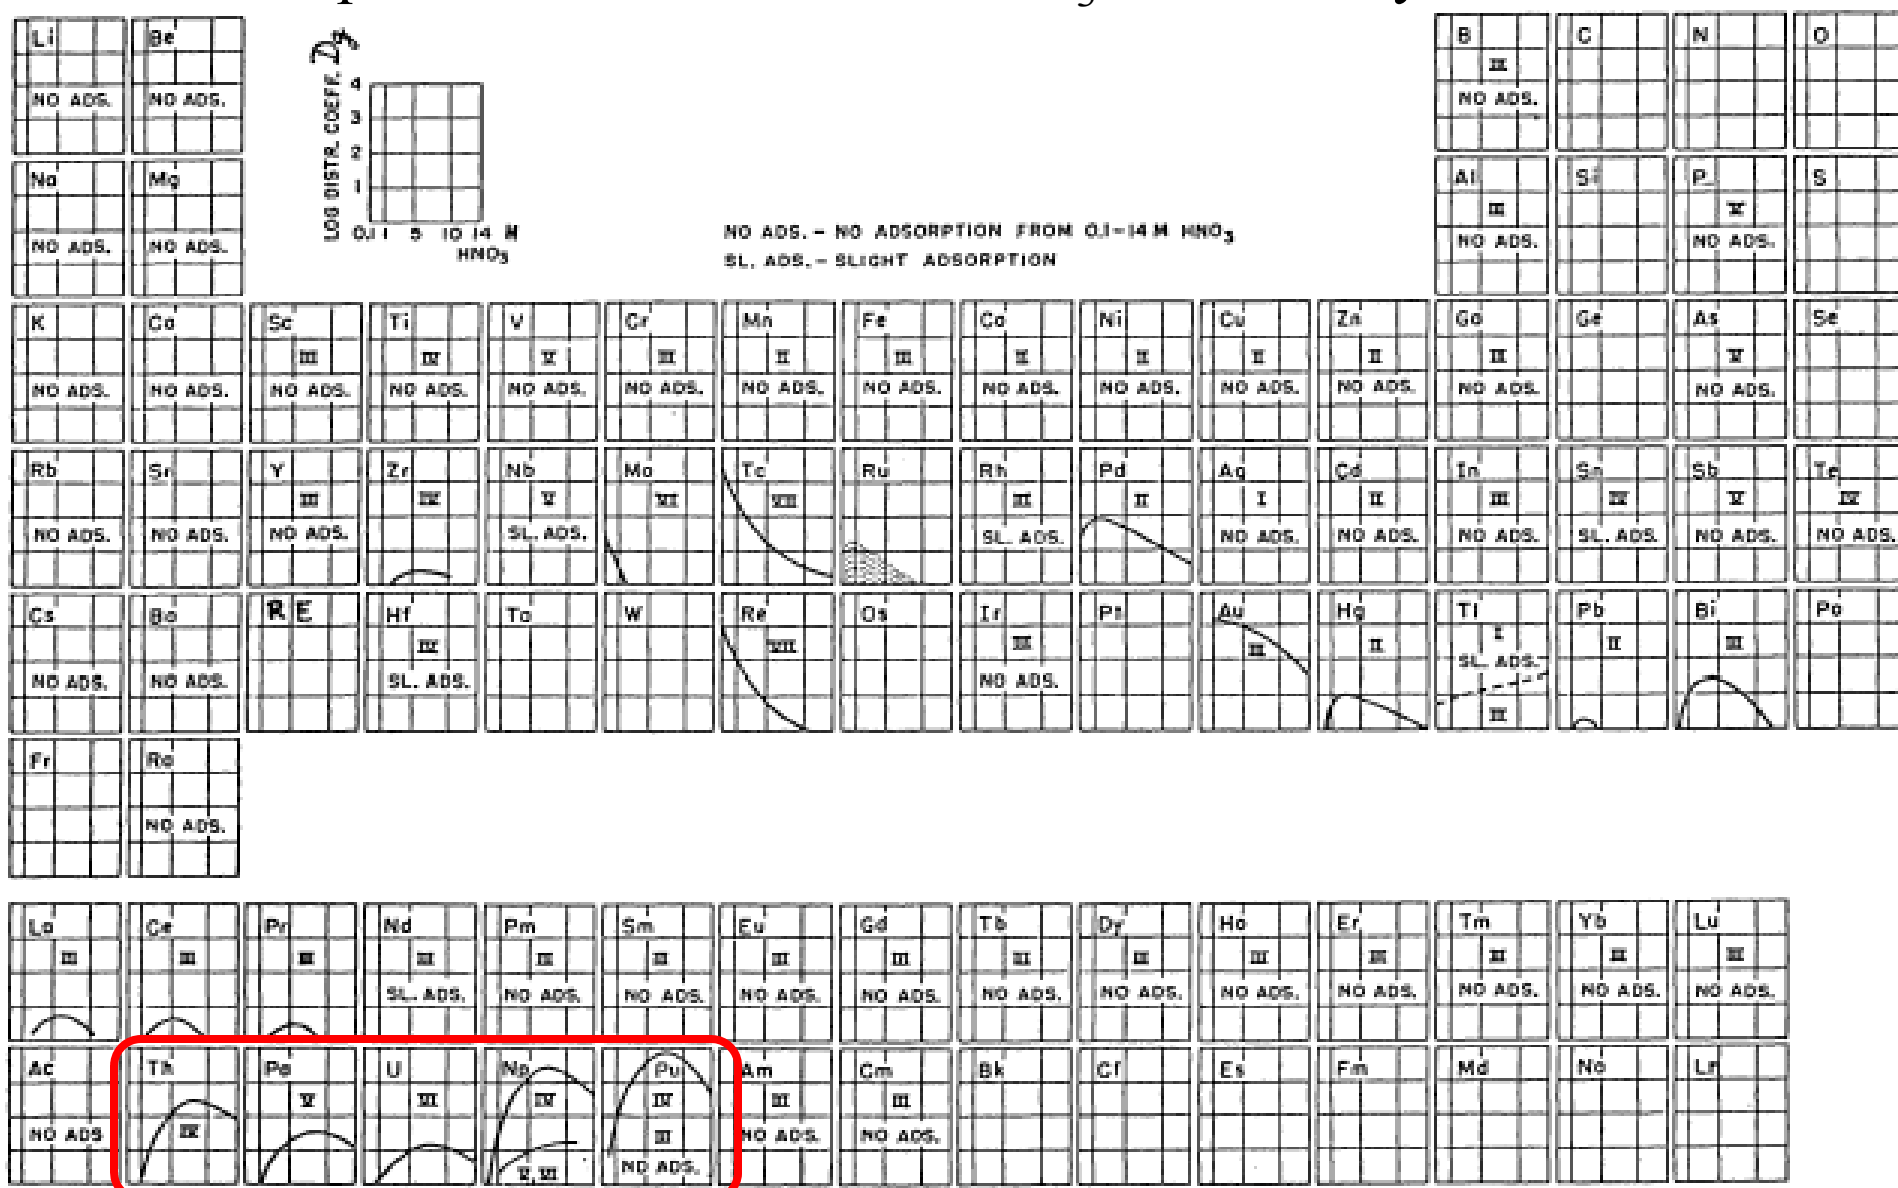 Li Be B C N O
III
NO ADS. NO ADS. NO ADS.
LOG DISTR. COEFF.
4
3
2
1
0.1 1 5 10 14 M
HNO3
Na Mg Al Si P S
III V
NO ADS. NO ADS. NO ADS. NO ADS.
NO ADS. – NO ADSORPTION FROM 0.1–14 M HNO3
SL. ADS. – SLIGHT ADSORPTION
K Ca Sc Ti V Cr Mn Fe Co Ni Cu Zn Ga Ge As Se
III IV V III II III II II II II III V
NO ADS. NO ADS. NO ADS. NO ADS. NO ADS. NO ADS. NO ADS. NO ADS. NO ADS. NO ADS. NO ADS. NO ADS. NO ADS. NO ADS.
Rb Sr Y Zr Nb Mo Tc Ru Rh Pd Ag Cd In Sn Sb Te
III IV V VI VII III II I II III IV V IV
NO ADS. NO ADS. NO ADS. SL. ADS. SL. ADS. NO ADS. NO ADS. NO ADS. SL. ADS. NO ADS. NO ADS.
Cs Ba RE Hf Ta W Re Os Ir Pt Au Hg Tl Pb Bi Po
IV VII III III II I II III
NO ADS. NO ADS. SL. ADS. NO ADS. SL. ADS.
III
Fr Ra
NO ADS.
La Ce Pr Nd Pm Sm Eu Gd Tb Dy Ho Er Tm Yb Lu
III III III III III III III III III III III III III III III
SL. ADS. NO ADS. NO ADS. NO ADS. NO ADS. NO ADS. NO ADS. NO ADS. NO ADS. NO ADS. NO ADS. NO ADS.
Ac Th Pa U Np Pu Am Cm Bk Cf Es Fm Md No Lr
V VI IV IV III III
NO ADS IV III NO ADS. NO ADS.
V, VI NO ADS.